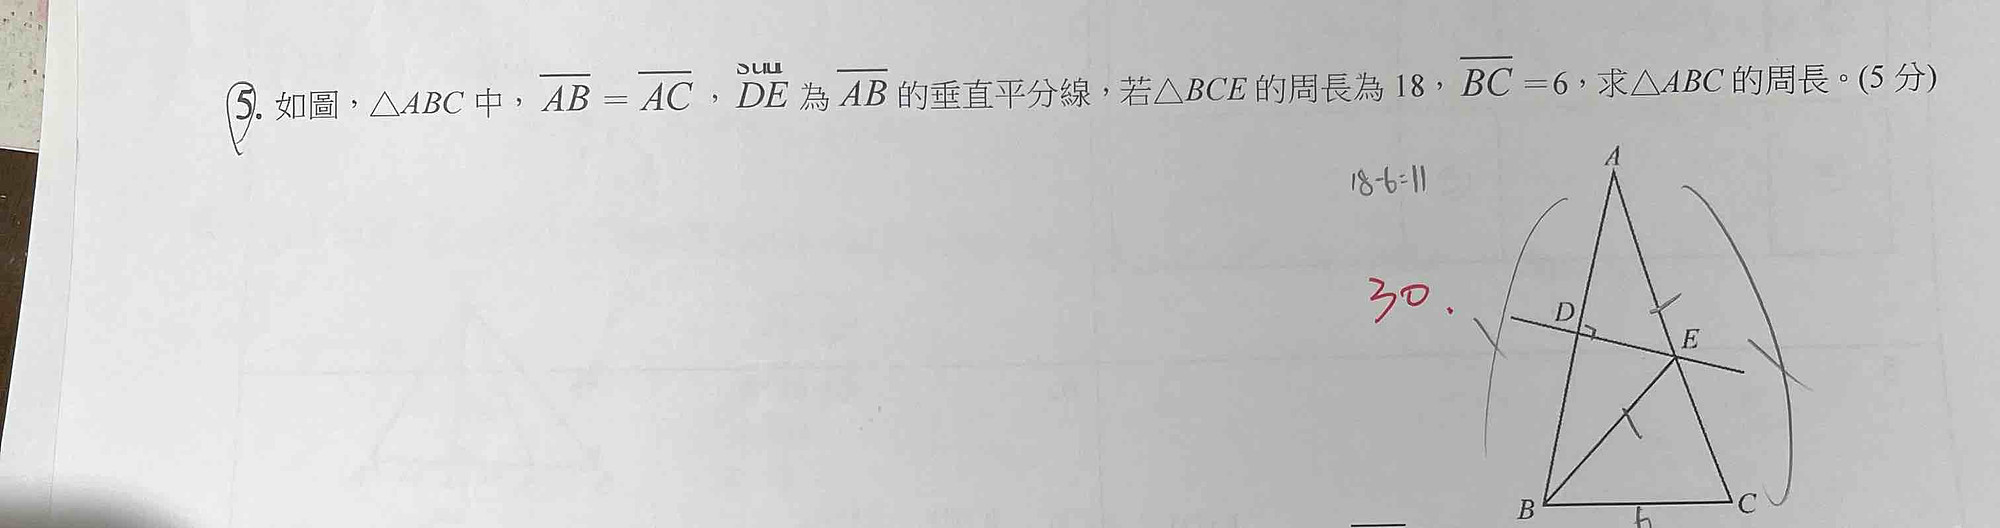 5. 如圖，△ABC 中，AB = AC，DE 為 AB 的垂直平分線，若△BCE 的周長為 18，BC =6，求△ABC 的周長。(5 分)
18-6=11
30.
A
D
E
B
C
6